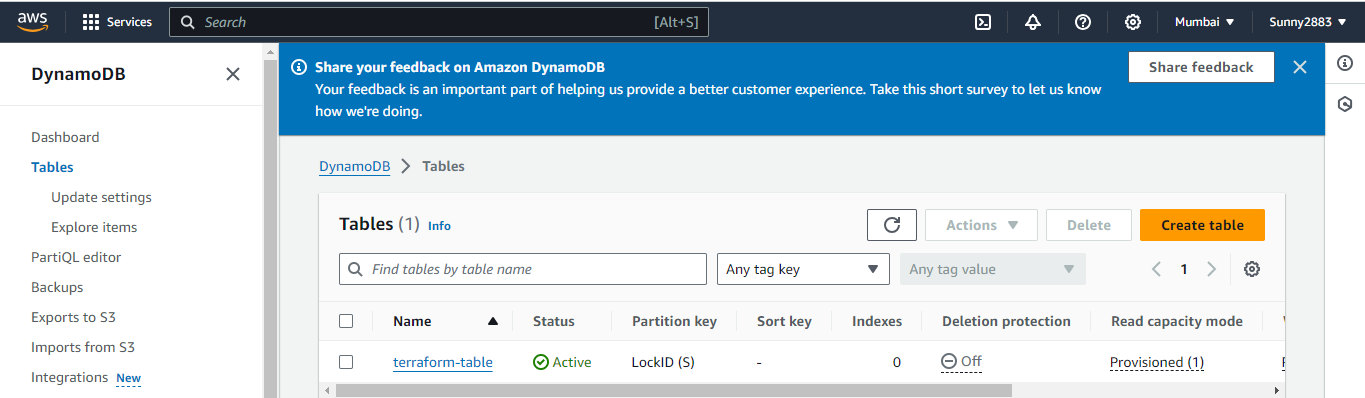 aws Services Search [Alt+S] Mumbai Sunny2883
DynamoDB
Share your feedback on Amazon DynamoDB
Your feedback is an important part of helping us provide a better customer experience. Take this short survey to let us know
how we're doing.
Share feedback
Dashboard
Tables
Update settings
Explore items
PartiQL editor
Backups
Exports to S3
Imports from S3
Integrations New
DynamoDB > Tables
Tables (1) Info
Actions Delete Create table
Find tables by table name Any tag key Any tag value 1
Name Status Partition key Sort key Indexes Deletion protection Read capacity mode
terraform-table Active LockID (S) - 0 Off Provisioned (1)